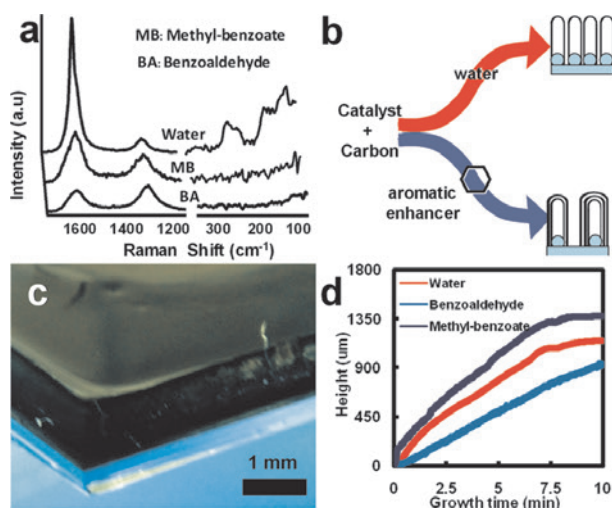 a
MB: Methyl-benzoate
BA: Benzoaldehyde
Intensity (a.u)
Water
MB
BA
1600 1400 1200 300 200 100
Raman Shift (cm-1)
b
water
Catalyst
+
Carbon
aromatic
enhancer
c
1 mm
d
Water
Benzoaldehyde
Methyl-benzoate
Height (um)
1800
1350
900
450
0
0 2.5 5 7.5 10
Growth time (min)